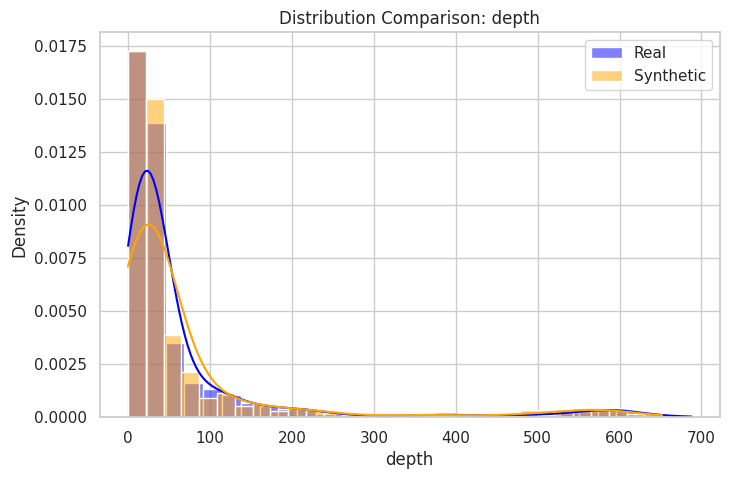 Distribution Comparison: depth
Real
Synthetic
0.0175
0.0150
0.0125
0.0100
0.0075
0.0050
0.0025
0.0000
Density
0 100 200 300 400 500 600 700
depth